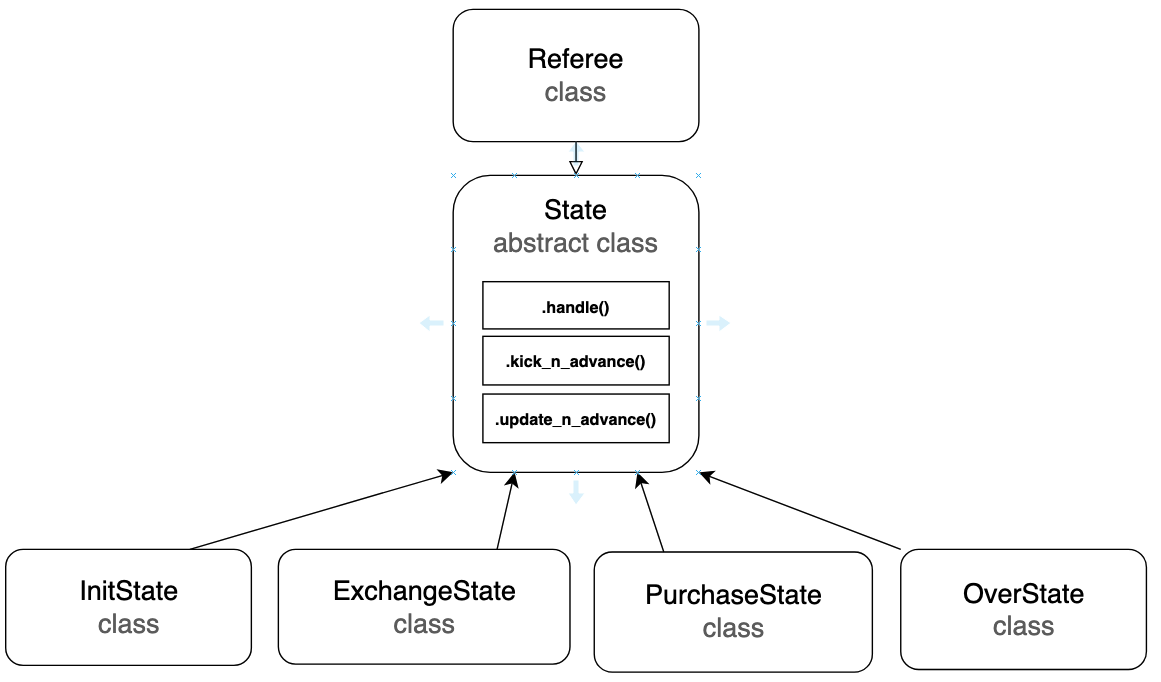 Referee
class
State
abstract class
.handle()
.kick_n_advance()
.update_n_advance()
InitState
class
ExchangeState
class
PurchaseState
class
OverState
class